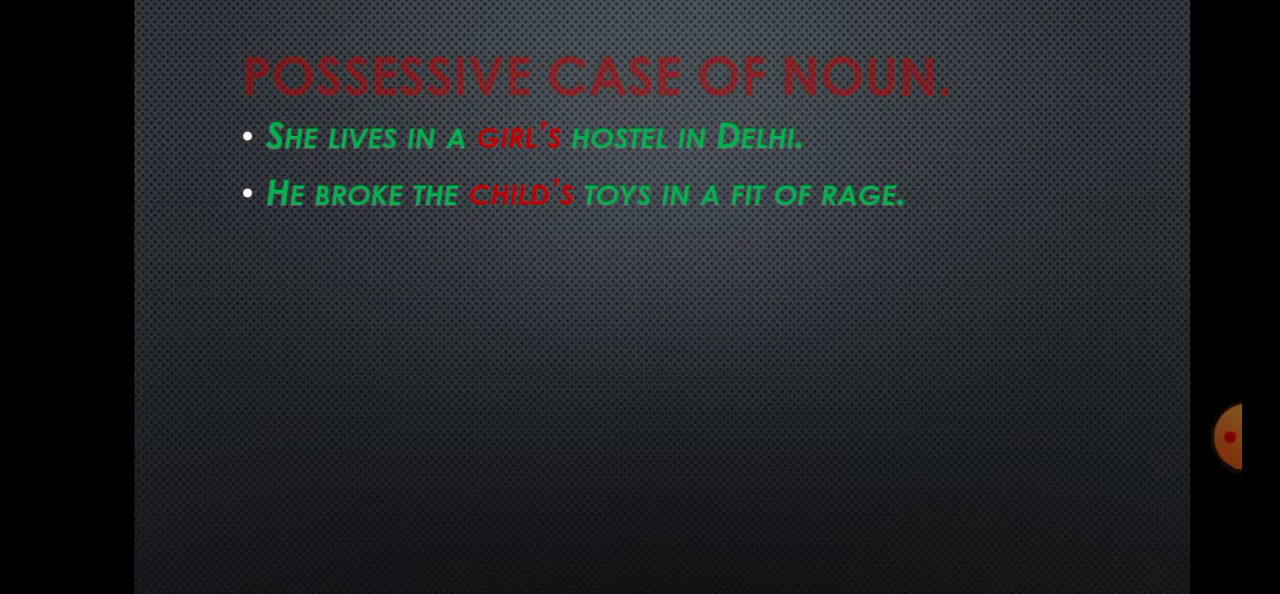 POSSESSIVE CASE OF NOUN.
• SHE LIVES IN A GIRL'S HOSTEL IN DELHI.
• HE BROKE THE CHILD'S TOYS IN A FIT OF RAGE.